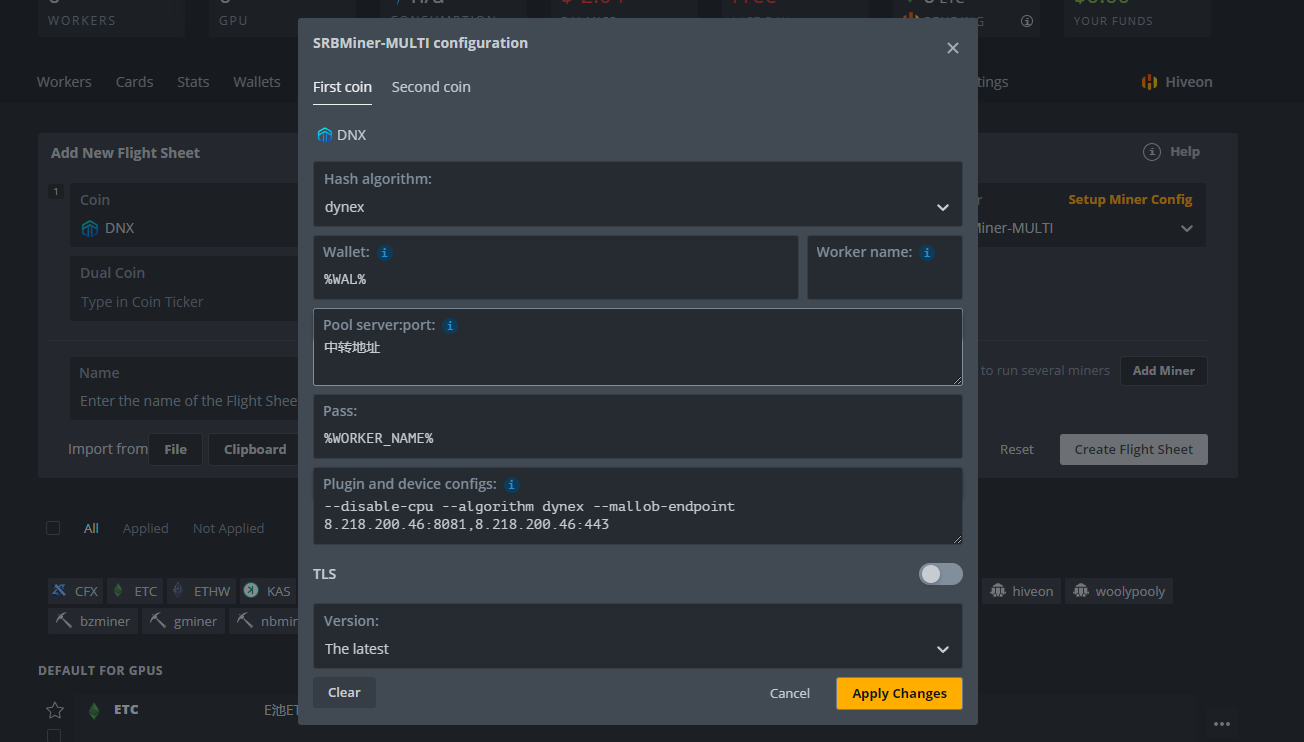 WORKERS
GPU
n/a
CONSUMPTION
YOUR FUNDS
Workers
Cards
Stats
Wallets
Hiveon
SRBMiner-MULTI configuration
First coin
Second coin
DNX
Hash algorithm:
dynex
Wallet:
%WAL%
Worker name:
Pool server:port:
中转地址
Pass:
%WORKER_NAME%
Plugin and device configs:
--disable-cpu --algorithm dynex --mallob-endpoint
8.218.200.46:8081,8.218.200.46:443
TLS
Version:
The latest
Clear
Cancel
Apply Changes
Add New Flight Sheet
Help
1
Coin
DNX
Setup Miner Config
Miner-MULTI
Dual Coin
Type in Coin Ticker
Name
Enter the name of the Flight Shee
to run several miners
Add Miner
Import from
File
Clipboard
Reset
Create Flight Sheet
All
Applied
Not Applied
CFX
ETC
ETHW
KAS
hiveon
woolypooly
bzminer
gminer
nbmin
DEFAULT FOR GPUS
ETC
E池ET